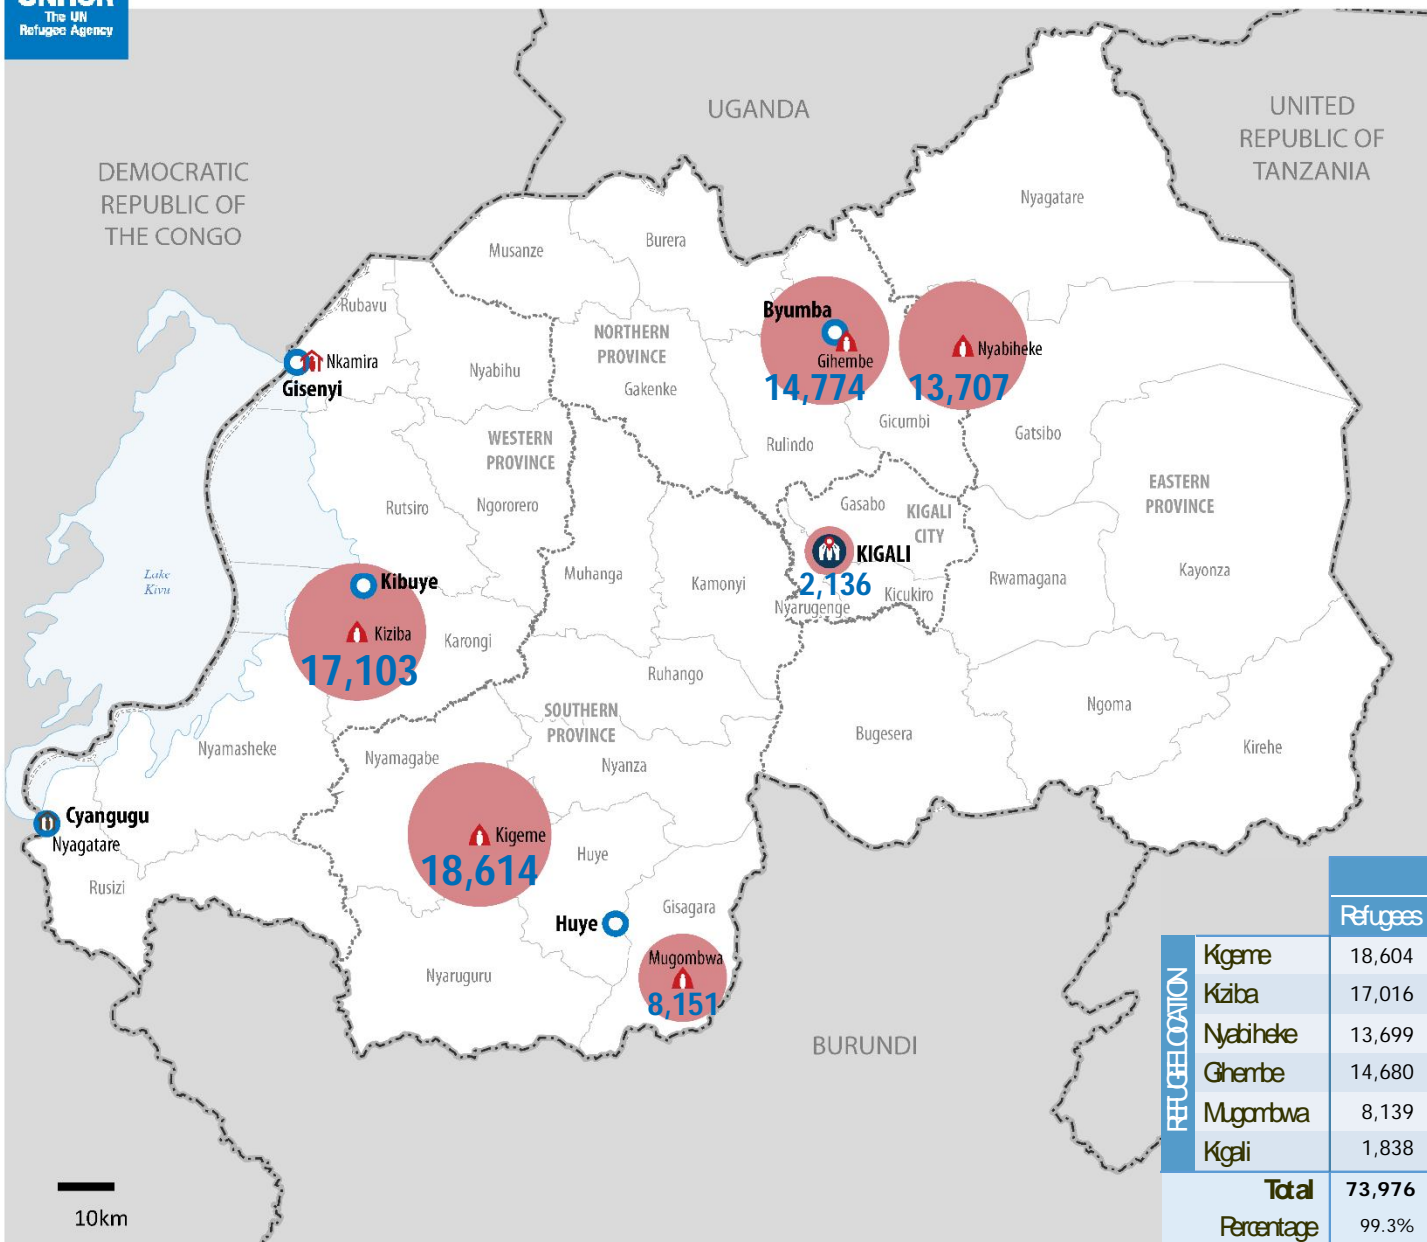 UNHCR
The UN
Refugee Agency
UGANDA
UNITED
REPUBLIC OF
TANZANIA
DEMOCRATIC
REPUBLIC OF
THE CONGO
Nyagatare
Musanze
Burera
Rubavu
Byumba
Gihembe
14,774
Nyabiheke
13,707
NORTHERN
PROVINCE
Gakenke
Nkamira
Gisenyi
Nyabihu
Gicumbi
Gatsibo
Rulindo
WESTERN
PROVINCE
EASTERN
PROVINCE
Rutsiro
Ngororero
Gasabo
KIGALI
CITY
KIGALI
2,136
Nyarugenge
Kicukiro
Rwamagana
Kayonza
Lake
Kivu
Kibuye
Kiziba
17,103
Karongi
Muhanga
Kamonyi
Ruhango
SOUTHERN
PROVINCE
Ngoma
Bugesera
Kirehe
Nyamasheke
Nyamagabe
Nyanza
Cyangugu
Nyagatare
Rusizi
Kigeme
18,614
Huye
Huye
Gisagara
Mugombwa
8,151
Nyaruguru
BURUNDI
10km
Refugees
REFUGEE LOCATION
Kigeme 18,604
Kiziba 17,016
Nyabiheke 13,699
Gihembe 14,680
Mugombwa 8,139
Kigali 1,838
Total 73,976
Percentage 99.3%